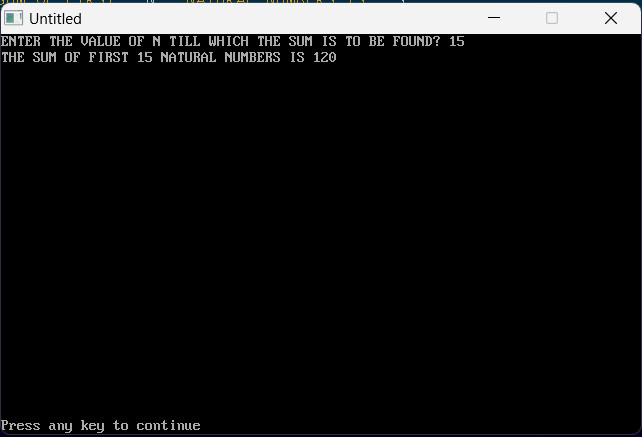 Untitled
ENTER THE VALUE OF N TILL WHICH THE SUM IS TO BE FOUND? 15
THE SUM OF FIRST 15 NATURAL NUMBERS IS 120
Press any key to continue